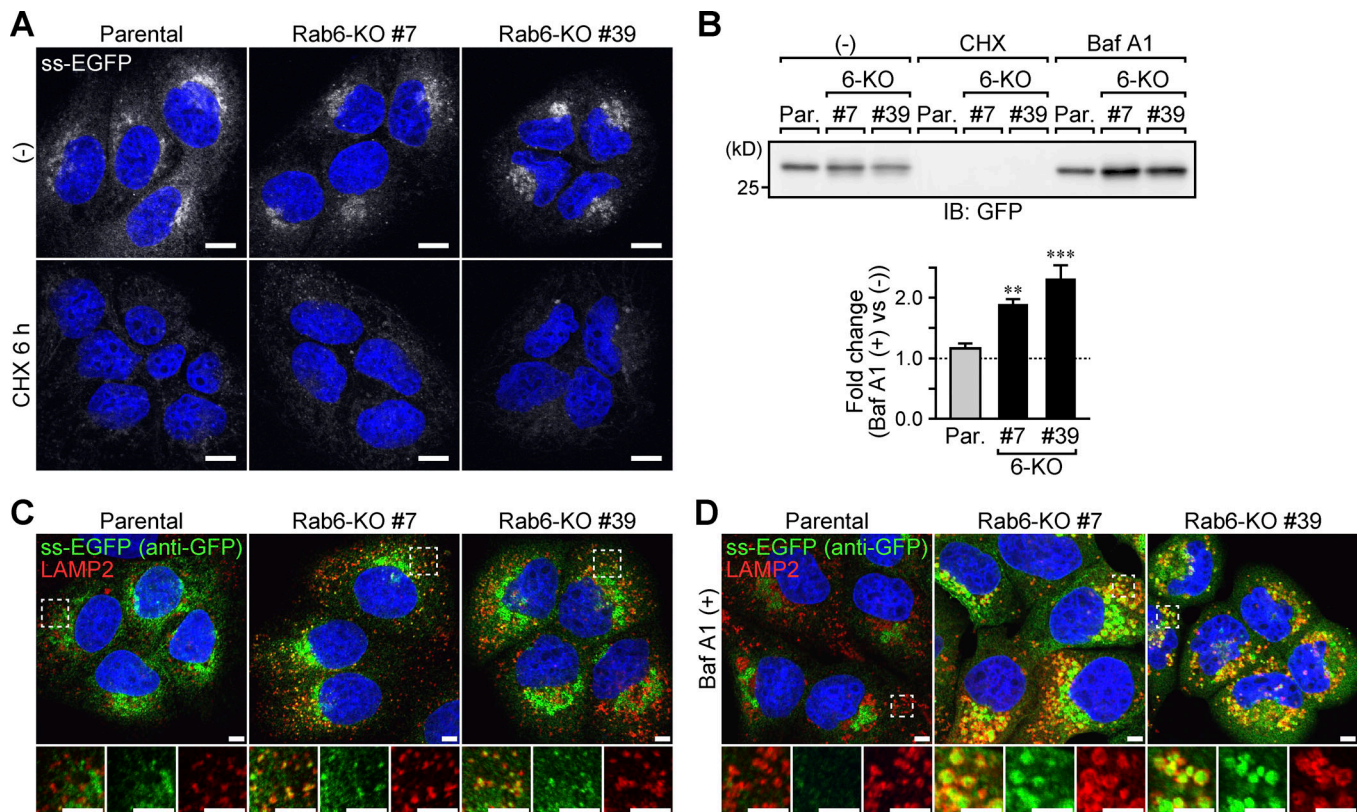 A
Parental Rab6-KO #7 Rab6-KO #39
ss-EGFP
(-)
CHX 6 h
B
(-) CHX Baf A1
6-KO 6-KO 6-KO
Par. #7 #39 Par. #7 #39 Par. #7 #39
(kD)
25
IB: GFP
Fold change
(Baf A1 (+) vs (-))
2.0
1.0
0.0
** ***
Par. #7 #39
6-KO
C
Parental Rab6-KO #7 Rab6-KO #39
ss-EGFP (anti-GFP)
LAMP2
D
Parental Rab6-KO #7 Rab6-KO #39
ss-EGFP (anti-GFP)
LAMP2
Baf A1 (+)